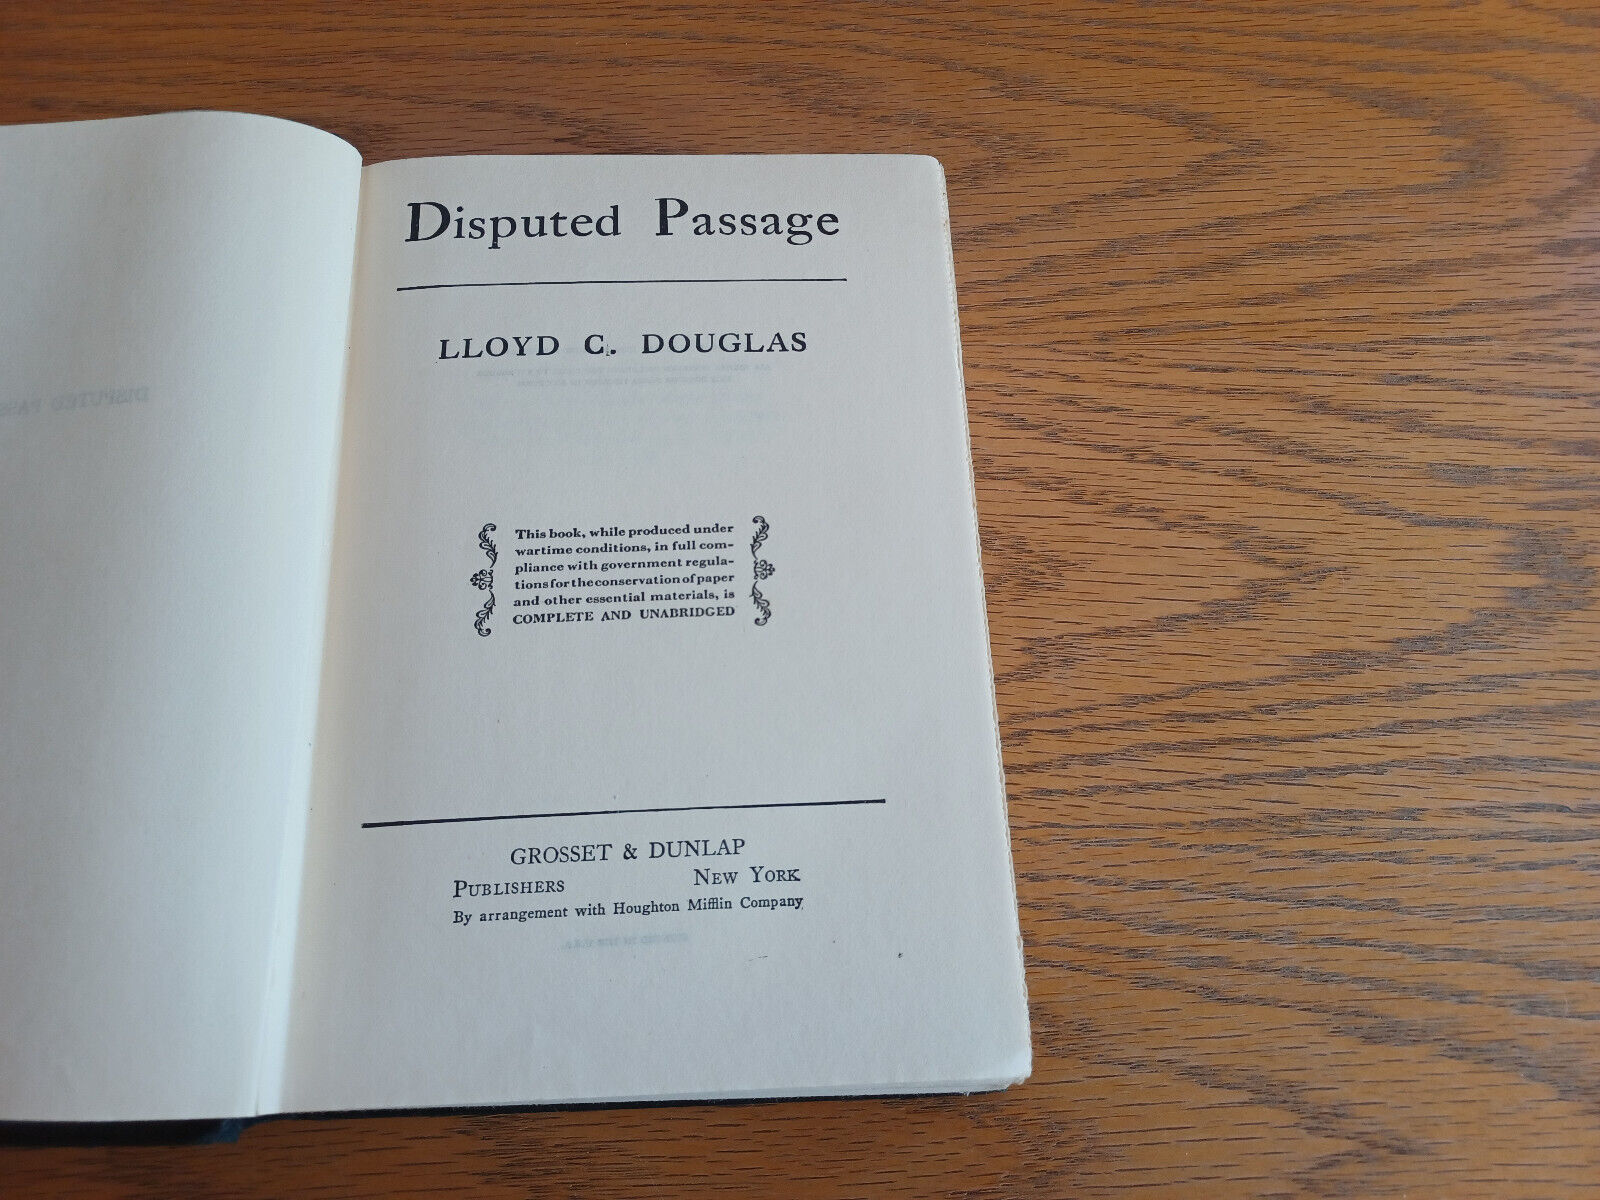 Disputed Passage
LLOYD C. DOUGLAS
This book, while produced under
wartime conditions, in full com-
pliance with government regula-
tions for the conservation of paper
and other essential materials, is
COMPLETE AND UNABRIDGED
GROSSET & DUNLAP
PUBLISHERS NEW YORK
By arrangement with Houghton Mifflin Company